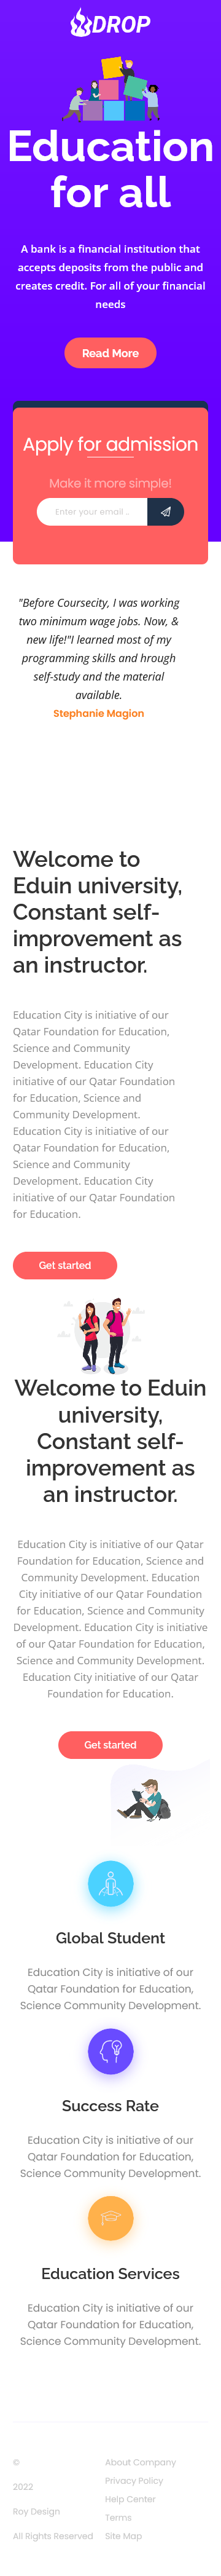 DROP
Education
for all
A bank is a financial institution that
accepts deposits from the public and
creates credit. For all of your financial
needs
Read More
Apply for admission
Make it more simple!
Enter your email ..
"Before Coursecity, I was working
two minimum wage jobs. Now, &
new life!"I learned most of my
programming skills and hrough
self-study and the material
available.
Stephanie Magion
Welcome to
Eduin university,
Constant self-
improvement as
an instructor.
Education City is initiative of our
Qatar Foundation for Education,
Science and Community
Development. Education City
initiative of our Qatar Foundation
for Education, Science and
Community Development.
Education City is initiative of our
Qatar Foundation for Education,
Science and Community
Development. Education City
initiative of our Qatar Foundation
for Education.
Get started
Welcome to Eduin
university,
Constant self-
improvement as
an instructor.
Education City is initiative of our Qatar
Foundation for Education, Science and
Community Development. Education
City initiative of our Qatar Foundation
for Education, Science and Community
Development. Education City is initiative
of our Qatar Foundation for Education,
Science and Community Development.
Education City initiative of our Qatar
Foundation for Education.
Get started
Global Student
Education City is initiative of our
Qatar Foundation for Education,
Science Community Development.
Success Rate
Education City is initiative of our
Qatar Foundation for Education,
Science Community Development.
Education Services
Education City is initiative of our
Qatar Foundation for Education,
Science Community Development.
©
2022
Roy Design
All Rights Reserved
About Company
Privacy Policy
Help Center
Terms
Site Map